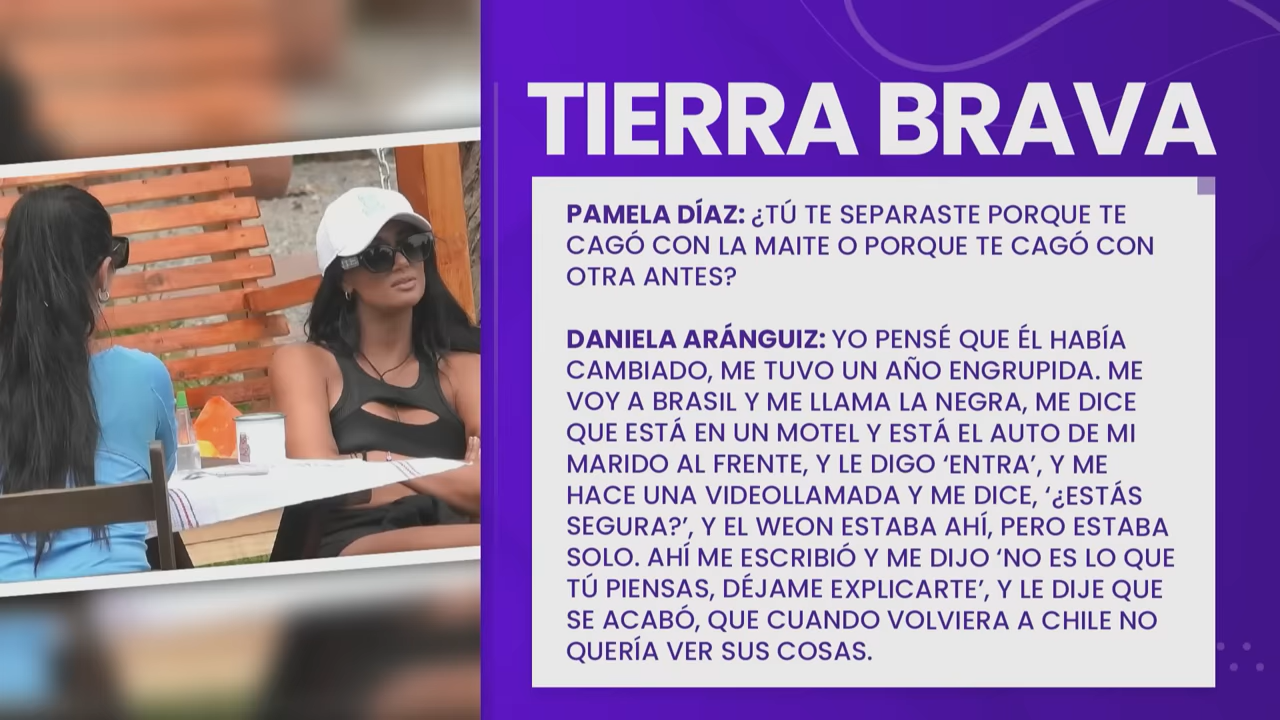 TIERRA BRAVA
PAMELA DÍAZ: ¿TÚ TE SEPARASTE PORQUE TE
CAGÓ CON LA MAITE O PORQUE TE CAGÓ CON
OTRA ANTES?
DANIELA ARÁNGUIZ: YO PENSÉ QUE ÉL HABÍA
CAMBIADO, ME TUVO UN AÑO ENGRUPIDA. ME
VOY A BRASIL Y ME LLAMA LA NEGRA, ME DICE
QUE ESTÁ EN UN MOTEL Y ESTÁ EL AUTO DE MI
MARIDO AL FRENTE, Y LE DIGO ‘ENTRA’, Y ME
HACE UNA VIDEOLLAMADA Y ME DICE, ‘¿ESTÁS
SEGURA?’, Y EL WEON ESTABA AHÍ, PERO ESTABA
SOLO. AHÍ ME ESCRIBIÓ Y ME DIJO ‘NO ES LO QUE
TÚ PIENSAS, DÉJAME EXPLICARTE’, Y LE DIJE QUE
SE ACABÓ, QUE CUANDO VOLVIERA A CHILE NO
QUERÍA VER SUS COSAS.